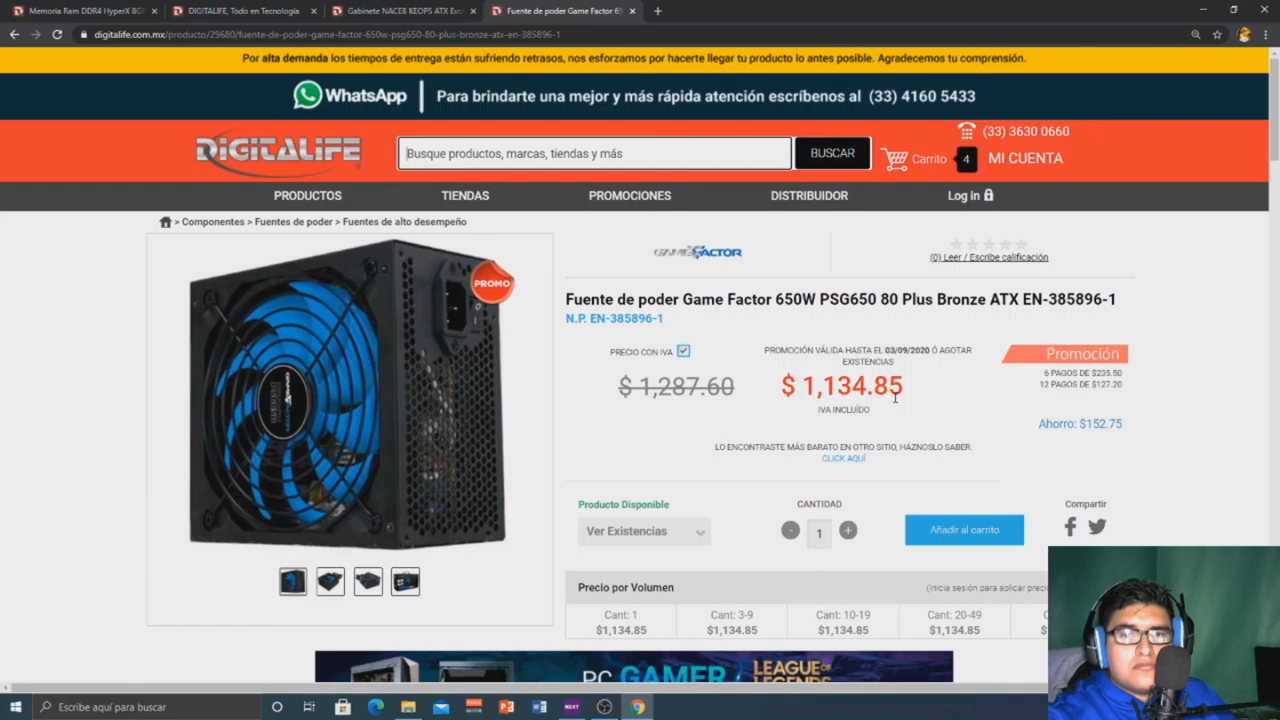 Memoria Ram DDR4 HyperX 8GB
DIGITALIFE, Todo en Tecnología
Gabinete NACEB KEOPS ATX Evo
Fuente de poder Game Factor 65
digitalife.com.mx/producto/29680/fuente-de-poder-game-factor-650w-psg650-80-plus-bronze-atx-en-385896-1
Por alta demanda los tiempos de entrega están sufriendo retrasos, nos esforzamos por hacerte llegar tu producto lo antes posible. Agradecemos tu comprensión.
WhatsApp
Para brindarte una mejor y más rápida atención escríbenos al (33) 4160 5433
DIGITALIFE
Busque productos, marcas, tiendas y más
BUSCAR
(33) 3630 0660
Carrito 4 MI CUENTA
PRODUCTOS TIENDAS PROMOCIONES DISTRIBUIDOR Log in
> Componentes > Fuentes de poder > Fuentes de alto desempeño
PROMO
GAME FACTOR
(0) Leer / Escribe calificación
Fuente de poder Game Factor 650W PSG650 80 Plus Bronze ATX EN-385896-1
N.P. EN-385896-1
PRECIO CON IVA
$ 1,287.60
PROMOCIÓN VÁLIDA HASTA EL 03/09/2020 Ó AGOTAR
EXISTENCIAS
$ 1,134.85
IVA INCLUÍDO
Promoción
6 PAGOS DE $235.50
12 PAGOS DE $127.20
Ahorro: $152.75
LO ENCONTRASTE MÁS BARATO EN OTRO SITIO, HÁZNOSLO SABER.
CLICK AQUÍ
Producto Disponible
Ver Existencias
CANTIDAD
- 1 +
Añadir al carrito
Compartir
Precio por Volumen
Cant: 1 Cant: 3-9 Cant: 10-19 Cant: 20-49
$1,134.85 $1,134.85 $1,134.85 $1,134.85
PC GAMER
LEAGUE OF
LEGENDS
Escribe aquí para buscar